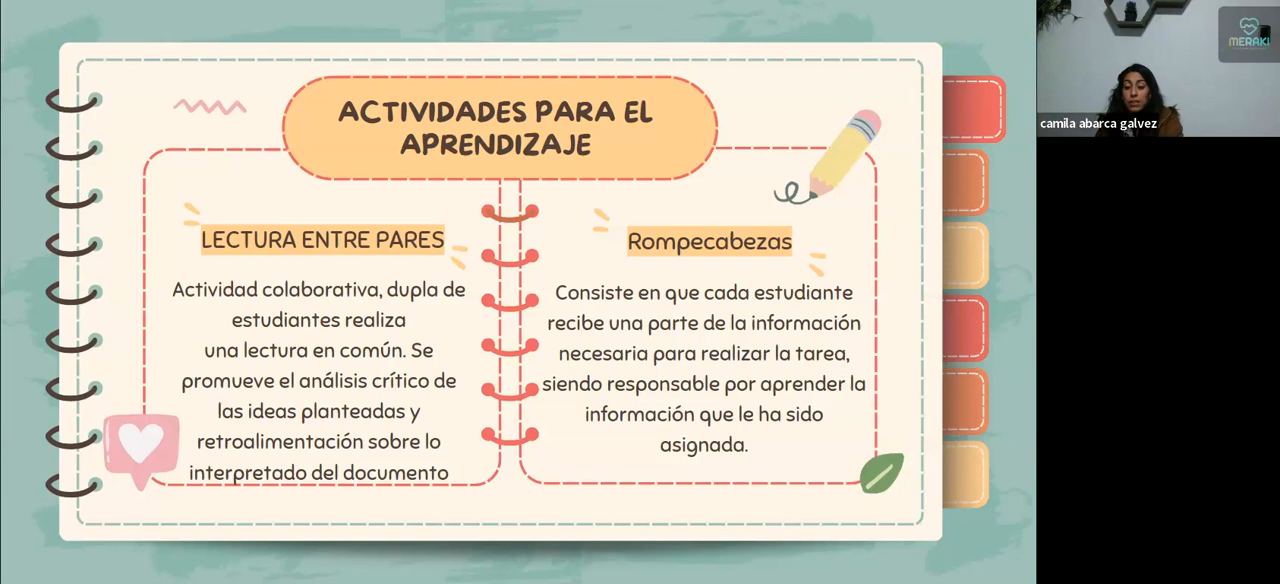 ACTIVIDADES PARA EL
APRENDIZAJE
LECTURA ENTRE PARES
Actividad colaborativa, dupla de
estudiantes realiza
una lectura en común. Se
promueve el análisis crítico de
las ideas planteadas y
retroalimentación sobre lo
interpretado del documento
Rompecabezas
Consiste en que cada estudiante
recibe una parte de la información
necesaria para realizar la tarea,
siendo responsable por aprender la
información que le ha sido
asignada.
MERAKI
camila abarca galvez